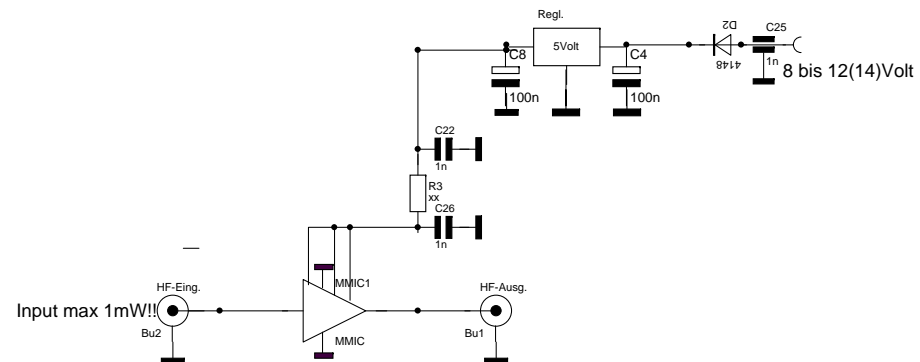 Regl.
5Volt
C8
100n
C4
100n
D2
4148
C25
1n
8 bis 12(14)Volt
C22
1n
R3
xx
C26
1n
MMIC1
HF-Eing.
HF-Ausg.
Input max 1mW!!
Bu2
MMIC
Bu1